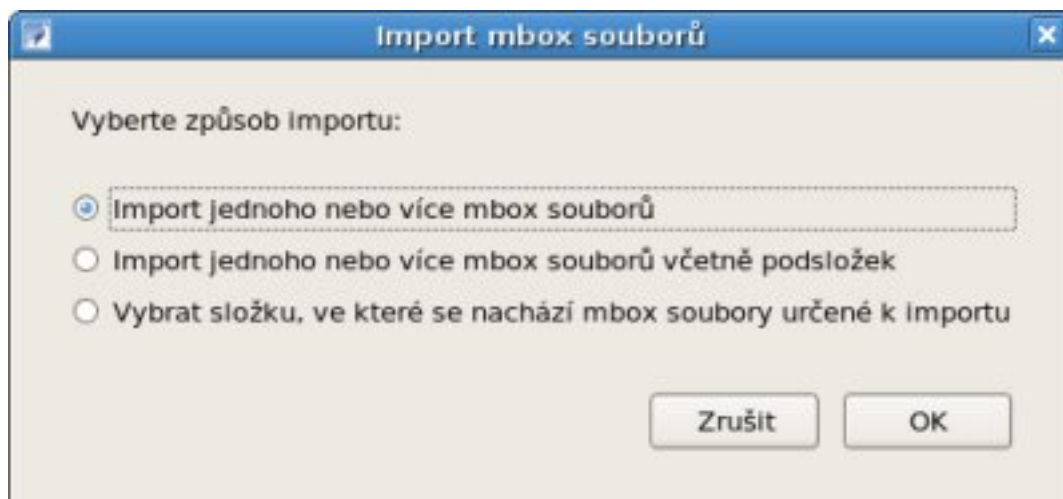 Import mbox souborů
Vyberte způsob importu:
Import jednoho nebo více mbox souborů
Import jednoho nebo více mbox souborů včetně podsložek
Vybrat složku, ve které se nachází mbox soubory určené k importu
Zrušit OK